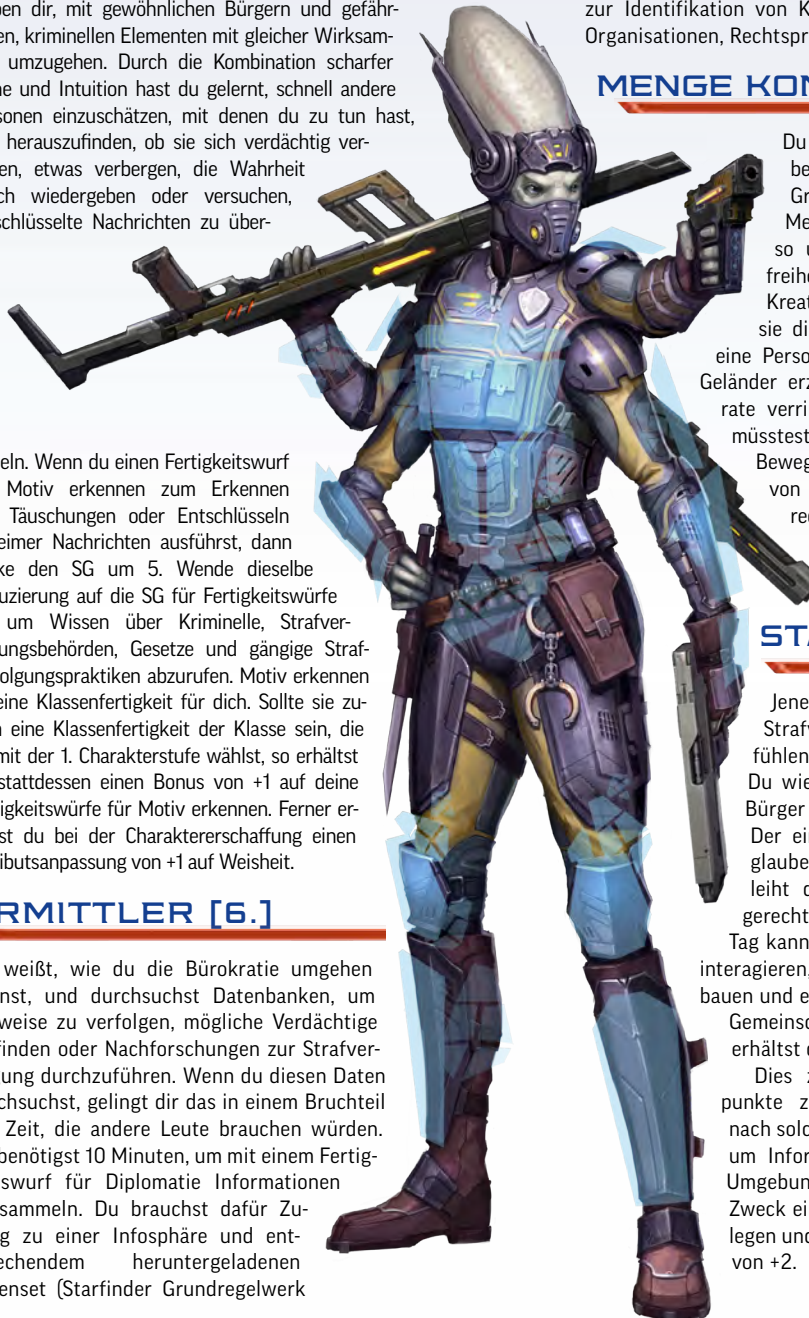 ben dir, mit gewöhnlichen Bürgern und gefähr-
en, kriminellen Elementen mit gleicher Wirksam-
umzugehen. Durch die Kombination scharfer
ne und Intuition hast du gelernt, schnell andere
sonen einzuschätzen, mit denen du zu tun hast,
herauszufinden, ob sie sich verdächtig ver-
en, etwas verbergen, die Wahrheit
ch wiedergeben oder versuchen,
schlüsselte Nachrichten zu über-
eln. Wenn du einen Fertigkeitswurf
Motiv erkennen zum Erkennen
Täuschungen oder Entschlüsseln
eimer Nachrichten ausführst, dann
ke den SG um 5. Wende dieselbe
uzierung auf die SG für Fertigkeitswürfe
um Wissen über Kriminelle, Strafver-
ungsbehörden, Gesetze und gängige Straf-
olgungspraktiken abzurufen. Motiv erkennen
eine Klassenfertigkeit für dich. Sollte sie zu-
eine Klassenfertigkeit der Klasse sein, die
mit der 1. Charakterstufe wählst, so erhältst
stattdessen einen Bonus von +1 auf deine
igkeitswürfe für Motiv erkennen. Ferner er-
st du bei der Charaktererschaffung einen
ibutsanpassung von +1 auf Weisheit.
RMITTLER [6.]
weißt, wie du die Bürokratie umgehen
nst, und durchsuchst Datenbanken, um
weise zu verfolgen, mögliche Verdächtige
finden oder Nachforschungen zur Strafver-
gung durchzuführen. Wenn du diesen Daten
chsuchst, gelingt dir das in einem Bruchteil
Zeit, die andere Leute brauchen würden.
benötigst 10 Minuten, um mit einem Fertig-
swurf für Diplomatie Informationen
sammeln. Du brauchst dafür Zu-
g zu einer Infosphäre und ent-
echendem heruntergeladenen
enset (Starfinder Grundregelwerk
zur Identifikation von K
Organisationen, Rechtspr
MENGE KON
Du
be
Gr
Me
so u
freihe
Kreat
sie di
eine Perso
Geländer erz
rate verri
müsstest
Beweg
von
red
STA
Jene
Strafv
fühlen
Du wie
Bürger
Der ein
glaube
leiht d
gerecht
Tag kann
interagieren,
bauen und e
Gemeinsc
erhältst d
Dies z
punkte z
nach solc
um Infor
Umgebun
Zweck ei
legen und
von +2.